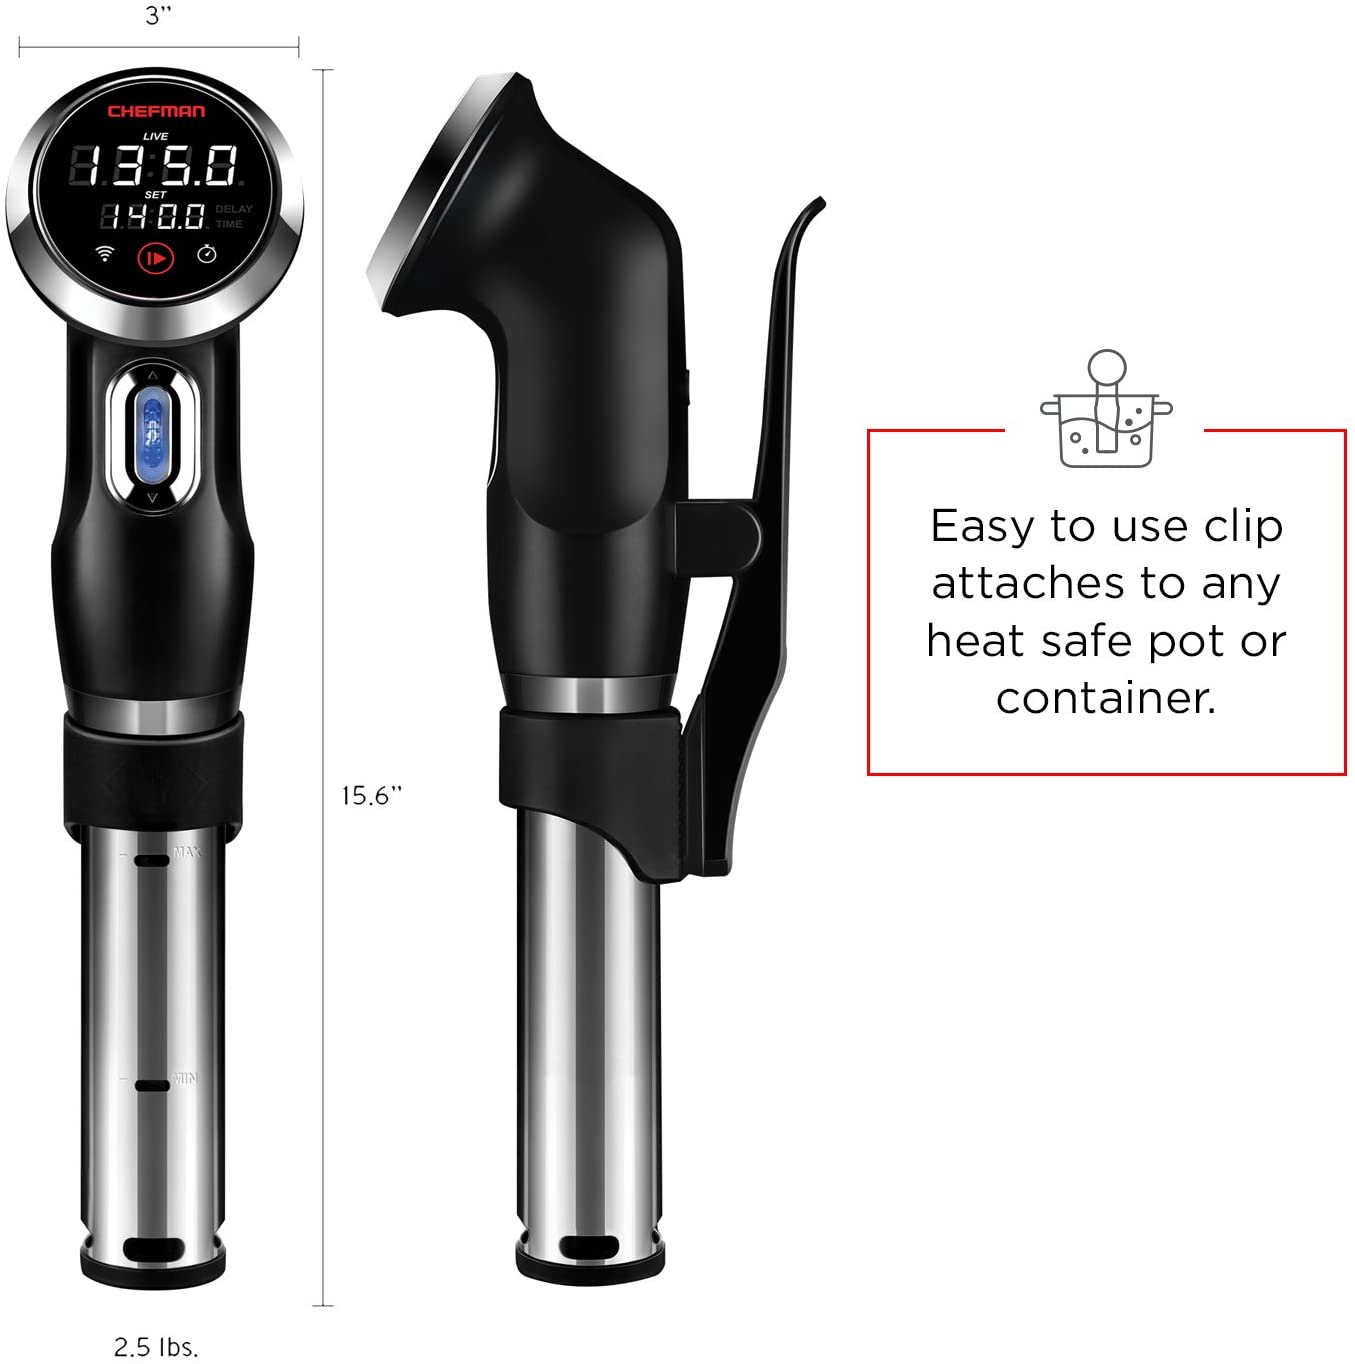 3”
CHEFMAN
LIVE
135.0
SET
140.0
DELAY
TIME
MAX
MIN
15.6”
2.5 lbs.
Easy to use clip
attaches to any
heat safe pot or
container.